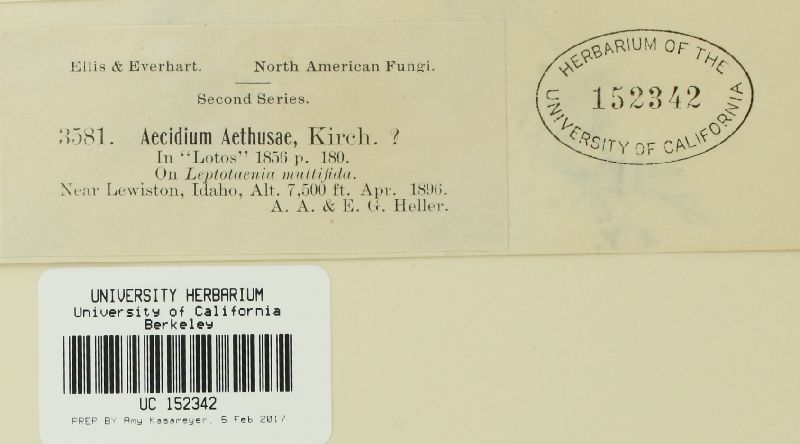 Ellis & Everhart. North American Fungi.
Second Series.
3581. Aecidium Aethusae, Kirch. ?
In "Lotos" 1856 p. 180.
On Leptotaenia multifida.
Near Lewiston, Idaho, Alt. 7,500 ft. Apr. 1896.
A. A. & E. G. Heller.
HERBARIUM OF THE
152342
UNIVERSITY OF CALIFORNIA
UNIVERSITY HERBARIUM
University of California
Berkeley
UC 152342
PREP BY Amy Kasameyer, 6 Feb 2017